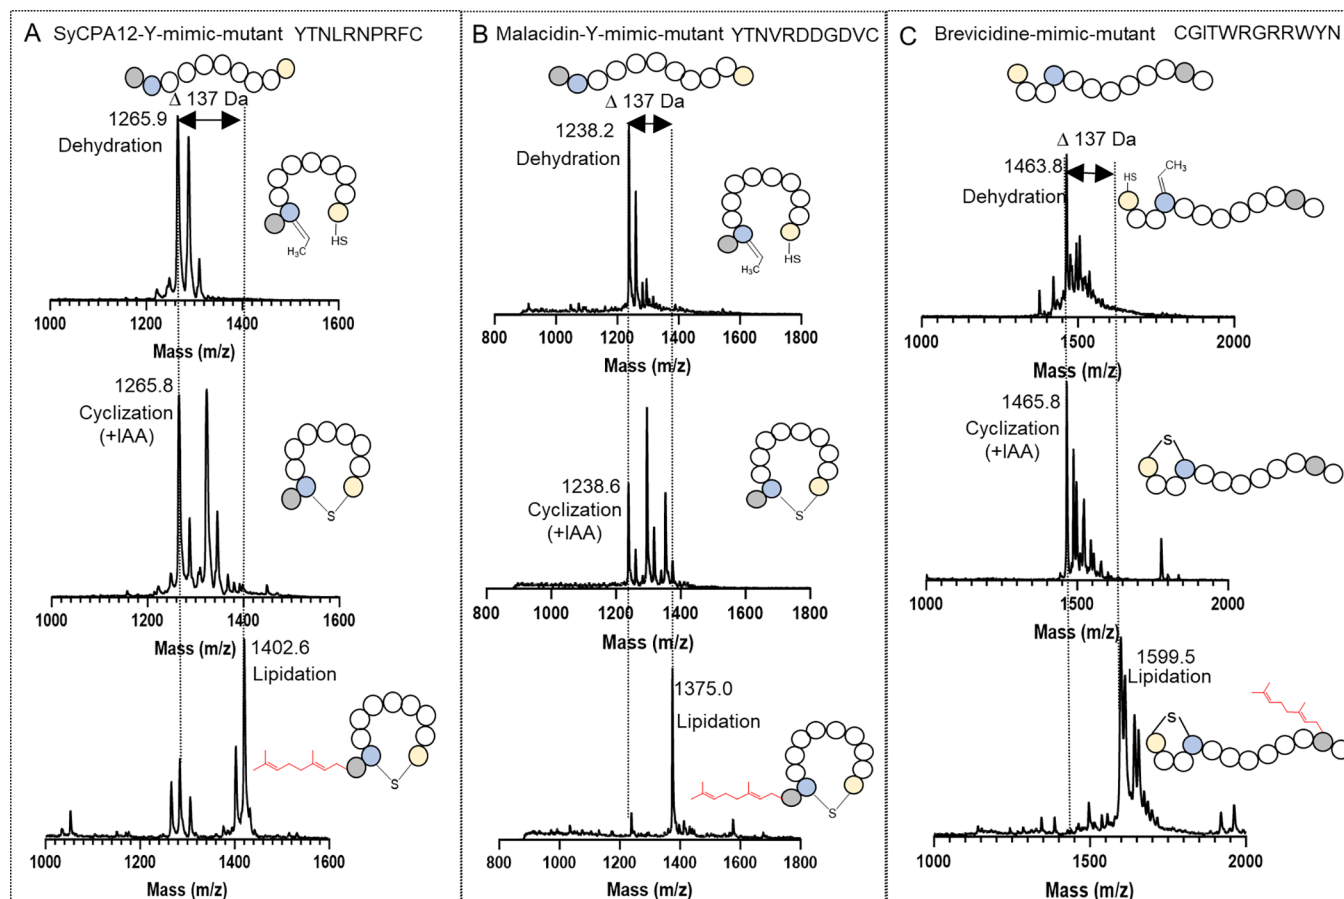 A SyCPA12-Y-mimic-mutant YTNLRNPRFC
Δ 137 Da
1265.9
Dehydration
HS
H₃C
1000 1200 1400 1600
Mass (m/z)
1265.8
Cyclization
(+IAA)
S
1000 1200 1400 1600
Mass (m/z)
1402.6
Lipidation
S
1000 1200 1400 1600
Mass (m/z)
B Malacidin-Y-mimic-mutant YTNVRDDGDVC
Δ 137 Da
1238.2
Dehydration
H₃C
HS
800 1000 1200 1400 1600 1800
Mass (m/z)
1238.6
Cyclization
(+IAA)
S
800 1000 1200 1400 1600 1800
Mass (m/z)
1375.0
Lipidation
S
800 1000 1200 1400 1600 1800
Mass (m/z)
C Brevicidine-mimic-mutant CGITWRGRRWYN
Δ 137 Da
1463.8
Dehydration
HS
CH₃
1000 1500 2000
Mass (m/z)
1465.8
Cyclization
(+IAA)
S
1000 1500 2000
Mass (m/z)
1599.5
Lipidation
S
1000 1500 2000
Mass (m/z)